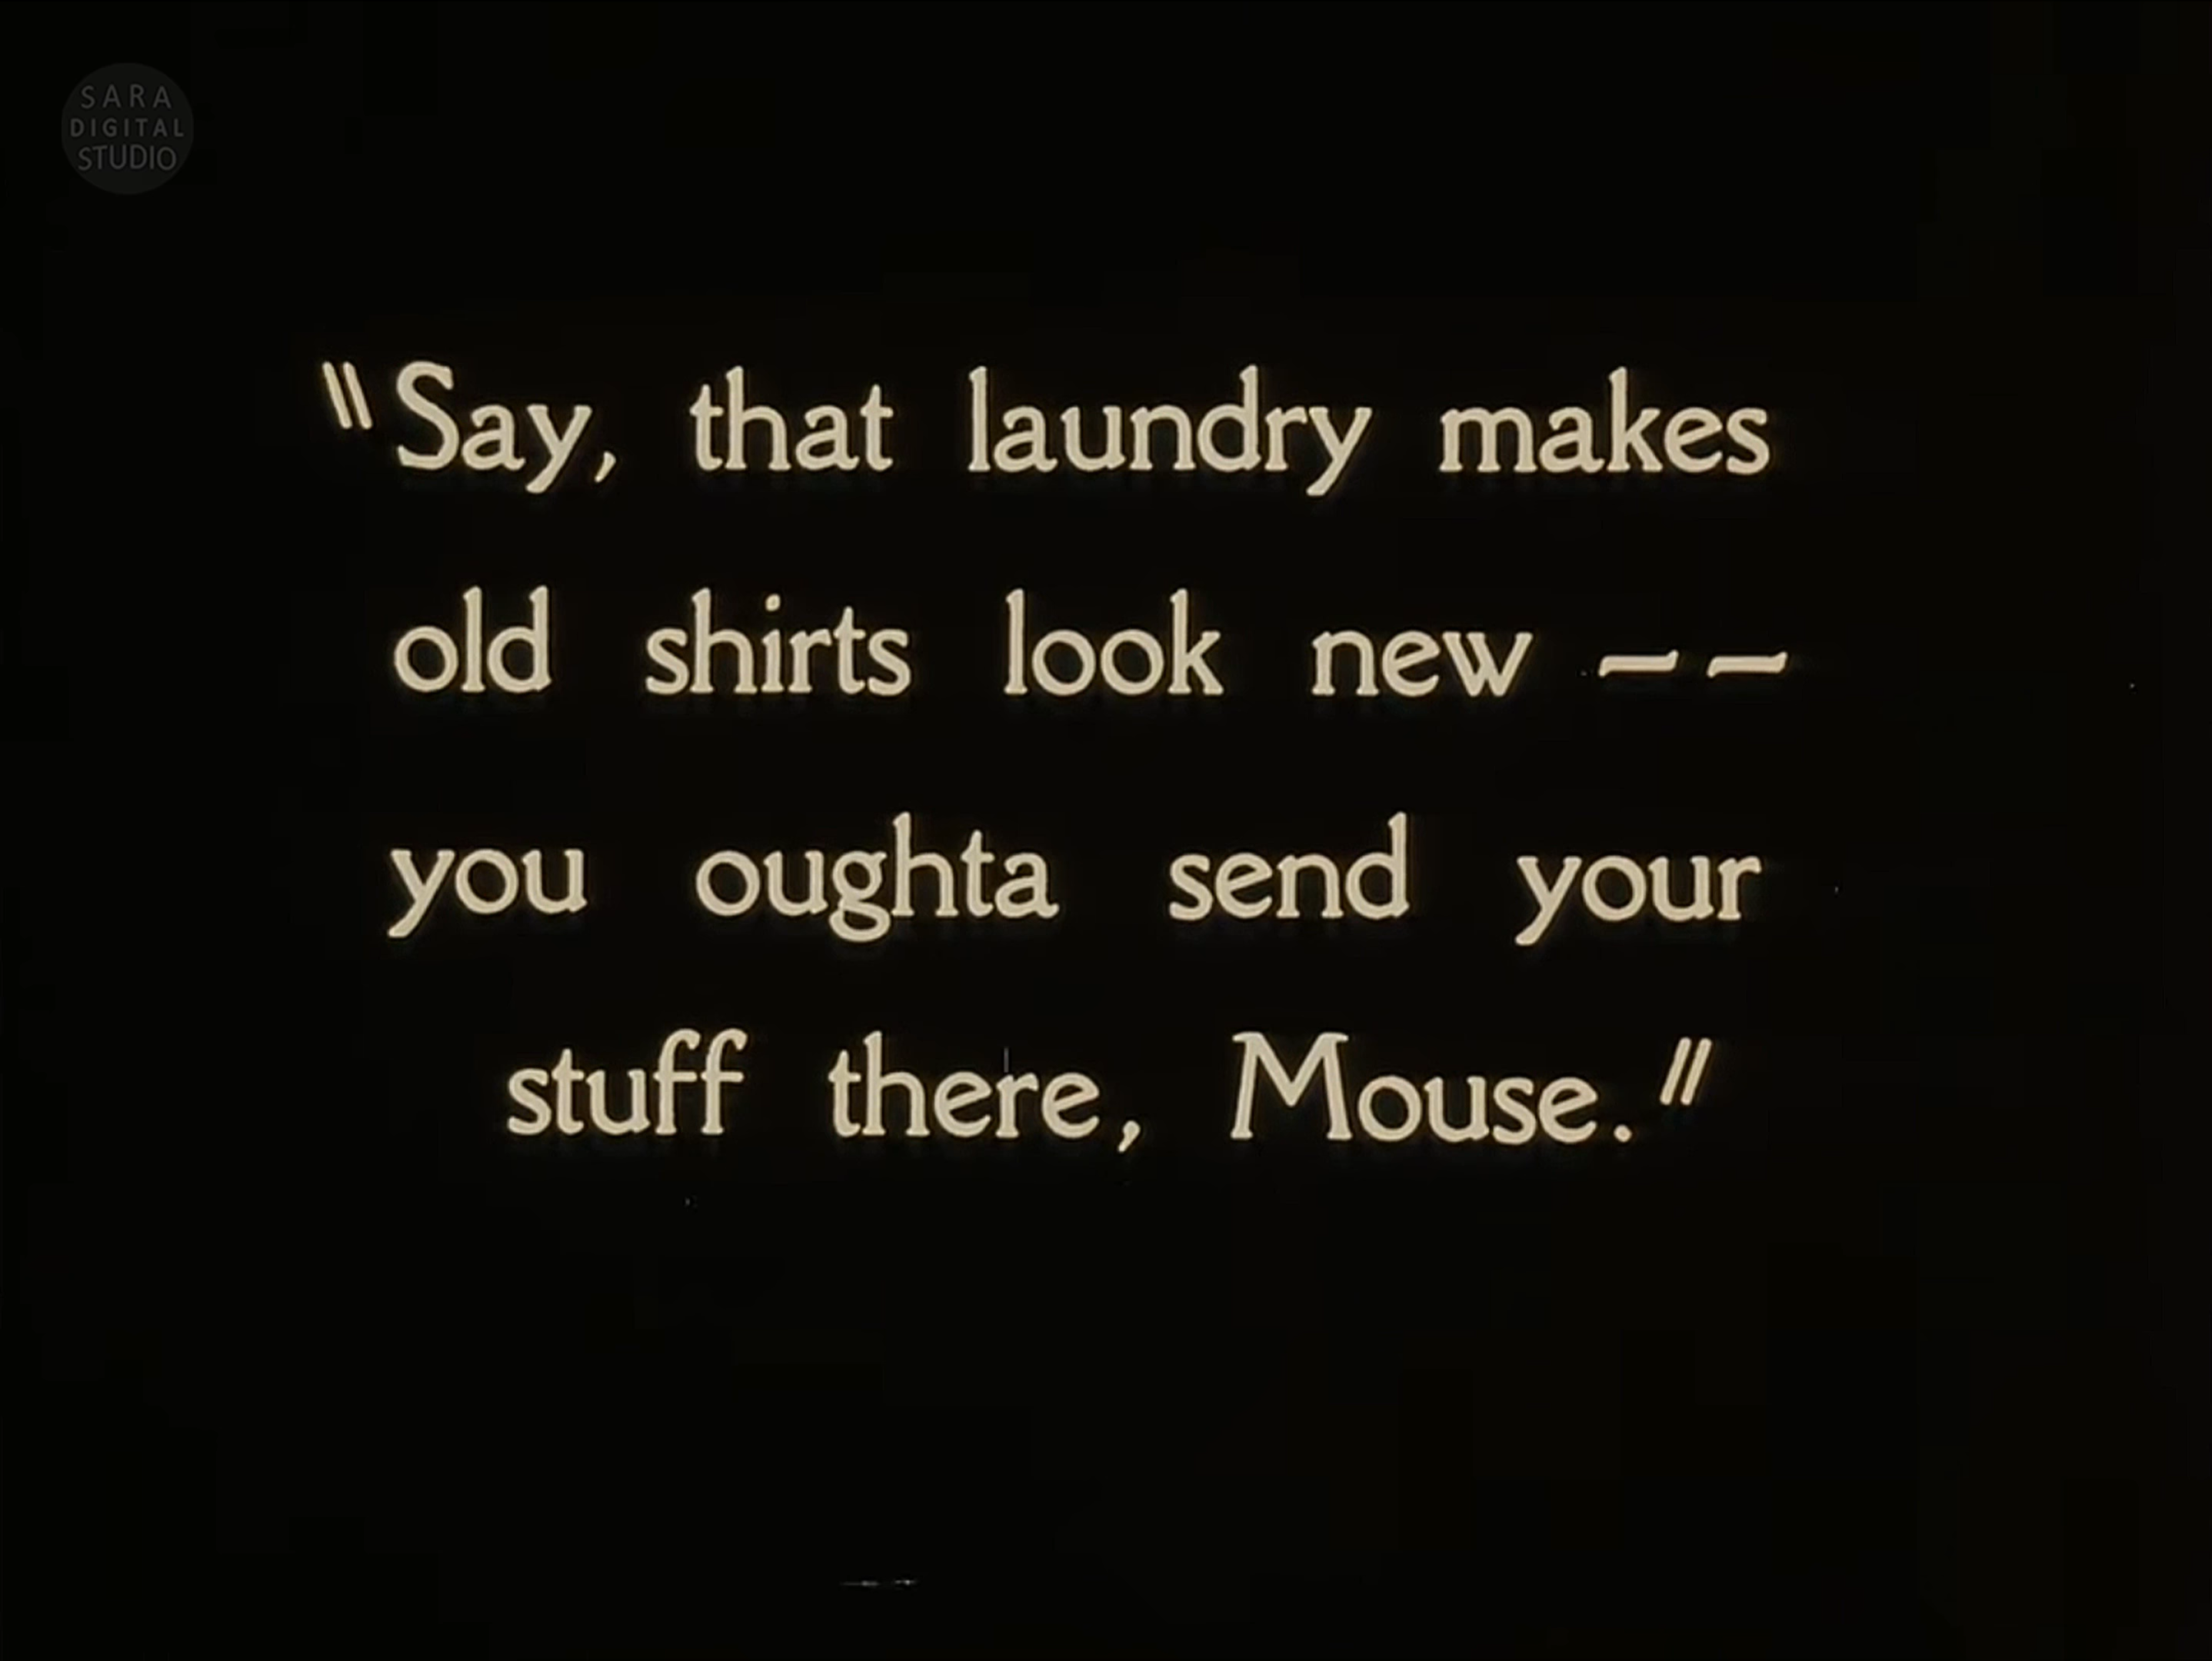 SARA
DIGITAL
STUDIO
"Say, that laundry makes
old shirts look new – –
you oughta send your
stuff there, Mouse."